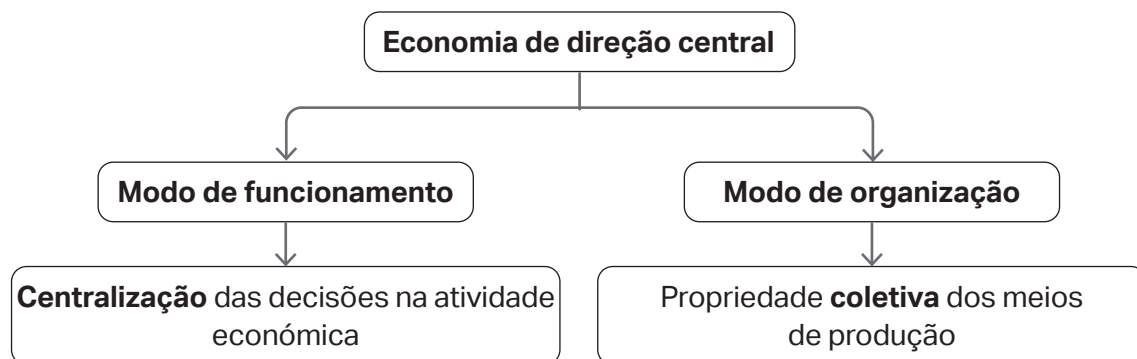 Economia de direção central
Modo de funcionamento
Modo de organização
Centralização das decisões na atividade
económica
Propriedade coletiva dos meios
de produção